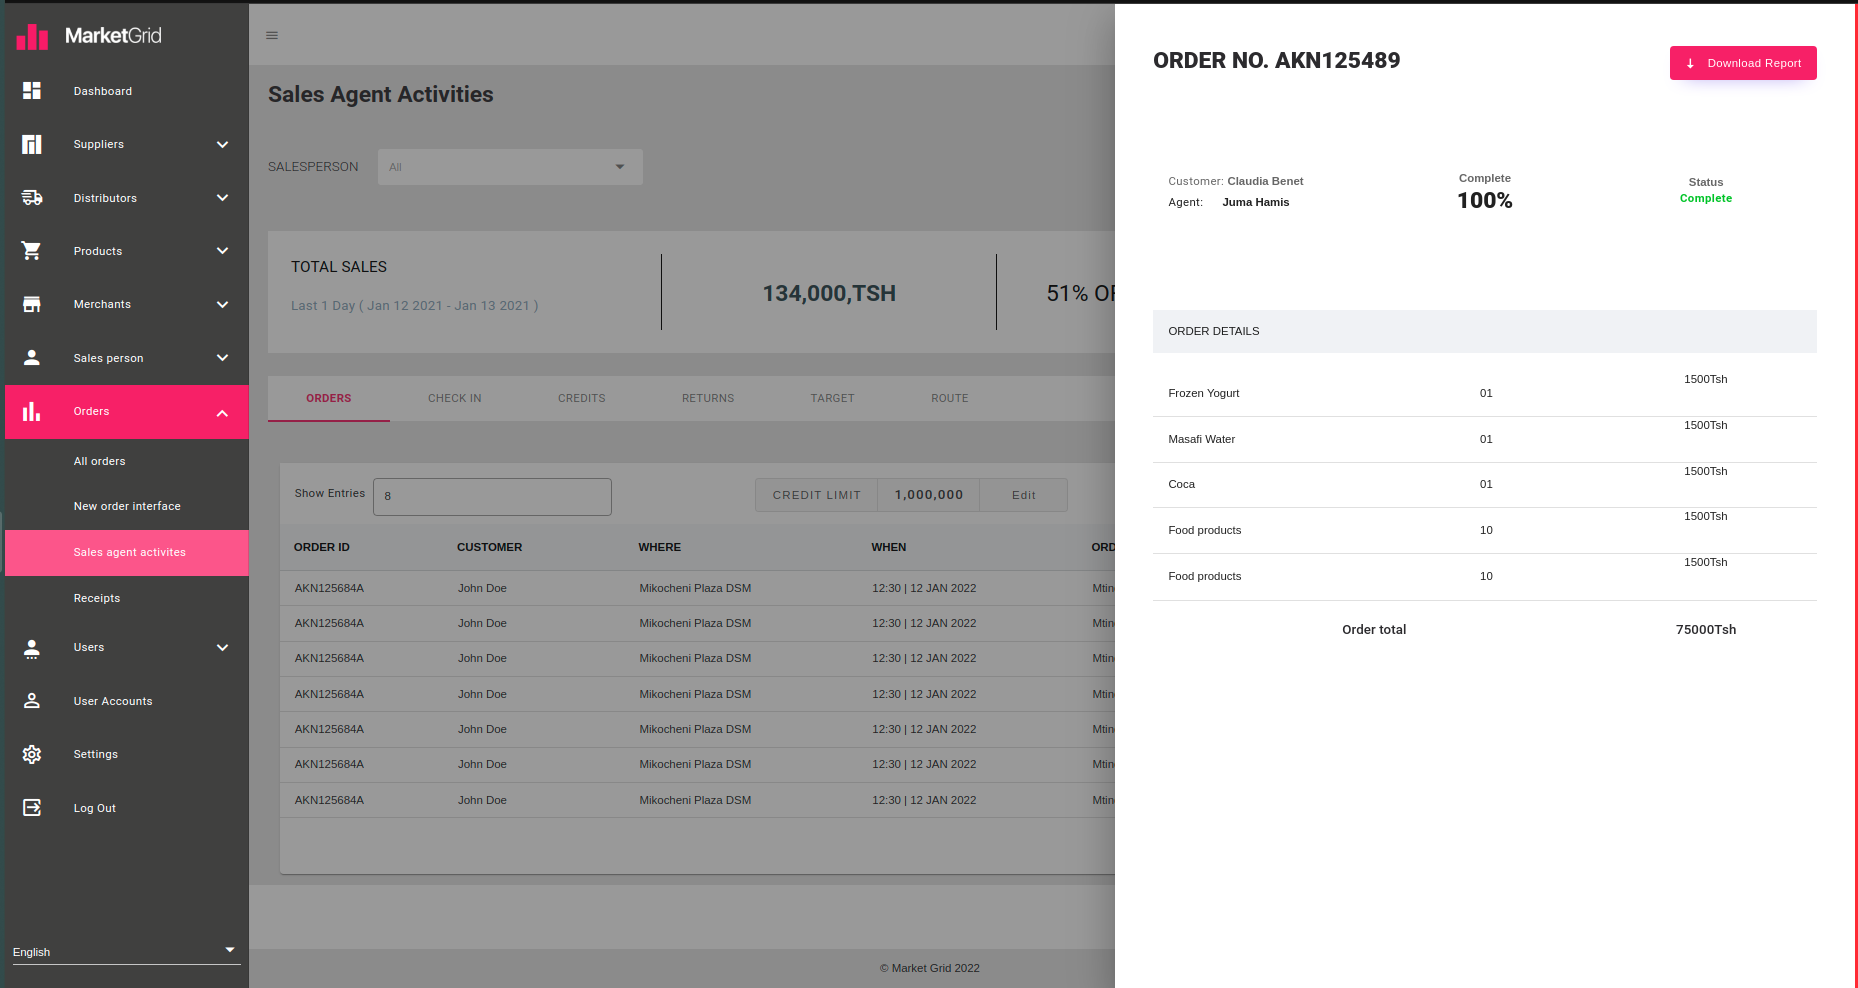 MarketGrid
Dashboard
Suppliers
Distributors
Products
Merchants
Sales person
Orders
All orders
New order interface
Sales agent activites
Receipts
Users
User Accounts
Settings
Log Out
English
Sales Agent Activities
SALESPERSON All
TOTAL SALES
Last 1 Day ( Jan 12 2021 - Jan 13 2021 )
134,000,TSH
51% OF
ORDERS CHECK IN CREDITS RETURNS TARGET ROUTE
Show Entries 8 CREDIT LIMIT 1,000,000 Edit
ORDER ID CUSTOMER WHERE WHEN ORD
AKN125684A John Doe Mikocheni Plaza DSM 12:30 | 12 JAN 2022 Mtin
AKN125684A John Doe Mikocheni Plaza DSM 12:30 | 12 JAN 2022 Mtin
AKN125684A John Doe Mikocheni Plaza DSM 12:30 | 12 JAN 2022 Mtin
AKN125684A John Doe Mikocheni Plaza DSM 12:30 | 12 JAN 2022 Mtin
AKN125684A John Doe Mikocheni Plaza DSM 12:30 | 12 JAN 2022 Mtin
AKN125684A John Doe Mikocheni Plaza DSM 12:30 | 12 JAN 2022 Mtin
AKN125684A John Doe Mikocheni Plaza DSM 12:30 | 12 JAN 2022 Mtin
© Market Grid 2022
ORDER NO. AKN125489
Download Report
Customer: Claudia Benet
Agent: Juma Hamis
Complete
100%
Status
Complete
ORDER DETAILS
Frozen Yogurt 01 1500Tsh
Masafi Water 01 1500Tsh
Coca 01 1500Tsh
Food products 10 1500Tsh
Food products 10 1500Tsh
Order total 75000Tsh